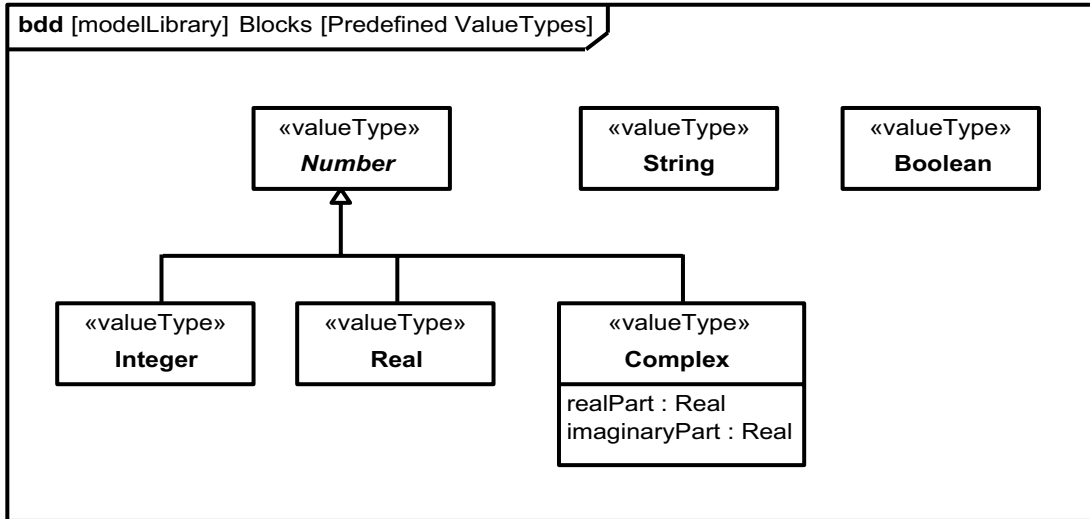 bdd [modelLibrary] Blocks [Predefined ValueTypes]
«valueType»
Number
«valueType»
String
«valueType»
Boolean
«valueType»
Integer
«valueType»
Real
«valueType»
Complex
realPart : Real
imaginaryPart : Real